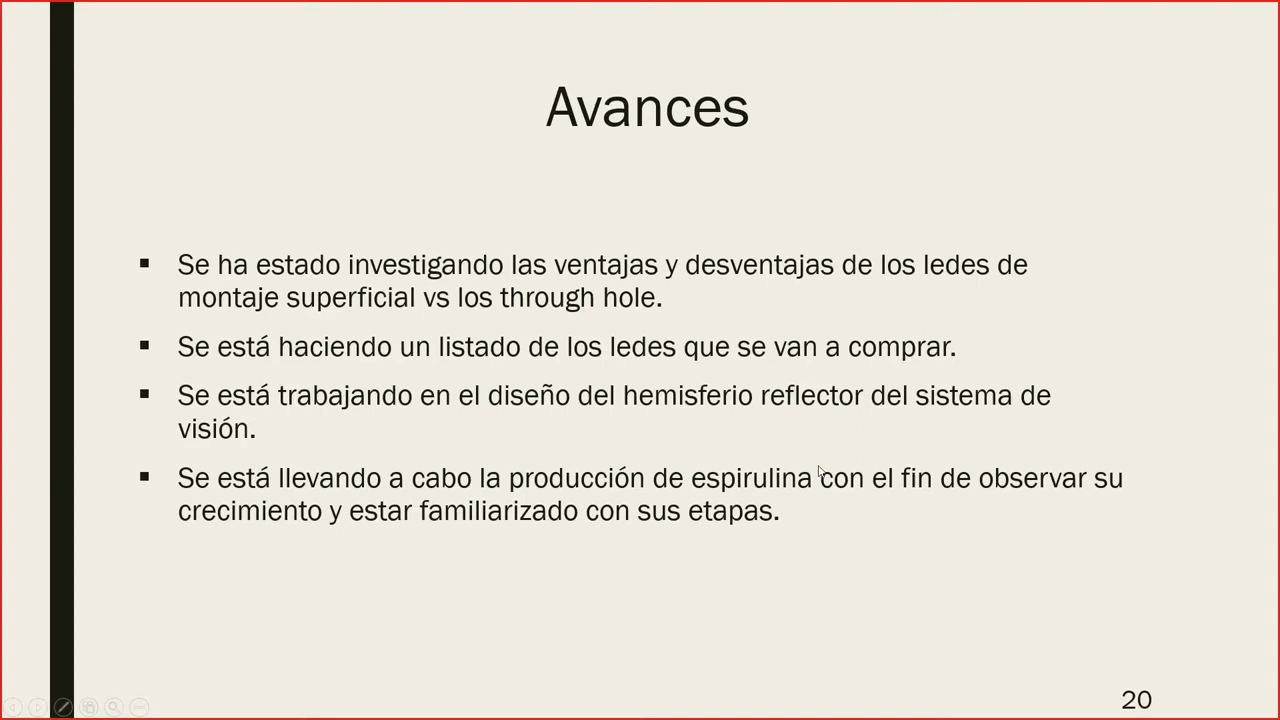 Avances
Se ha estado investigando las ventajas y desventajas de los ledes de
montaje superficial vs los through hole.
Se está haciendo un listado de los ledes que se van a comprar.
Se está trabajando en el diseño del hemisferio reflector del sistema de
visión.
Se está llevando a cabo la producción de espirulina con el fin de observar su
crecimiento y estar familiarizado con sus etapas.
20